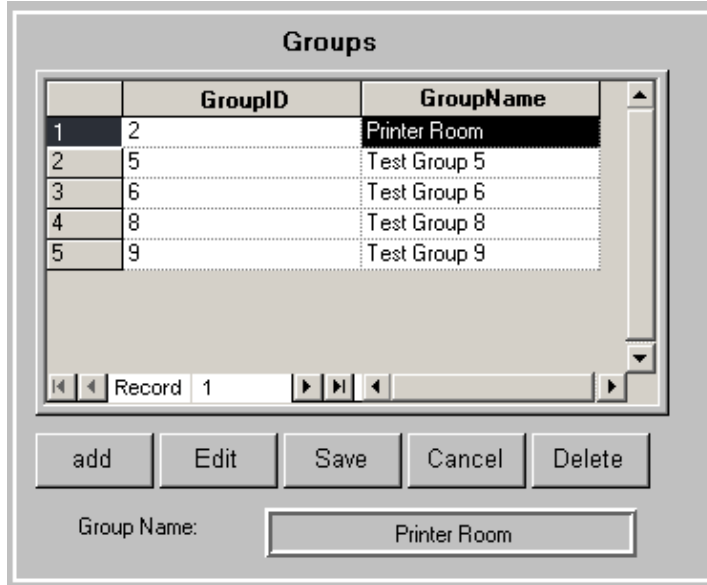 Groups
GroupID GroupName
1 2 Printer Room
2 5 Test Group 5
3 6 Test Group 6
4 8 Test Group 8
5 9 Test Group 9
Record 1
add Edit Save Cancel Delete
Group Name: Printer Room